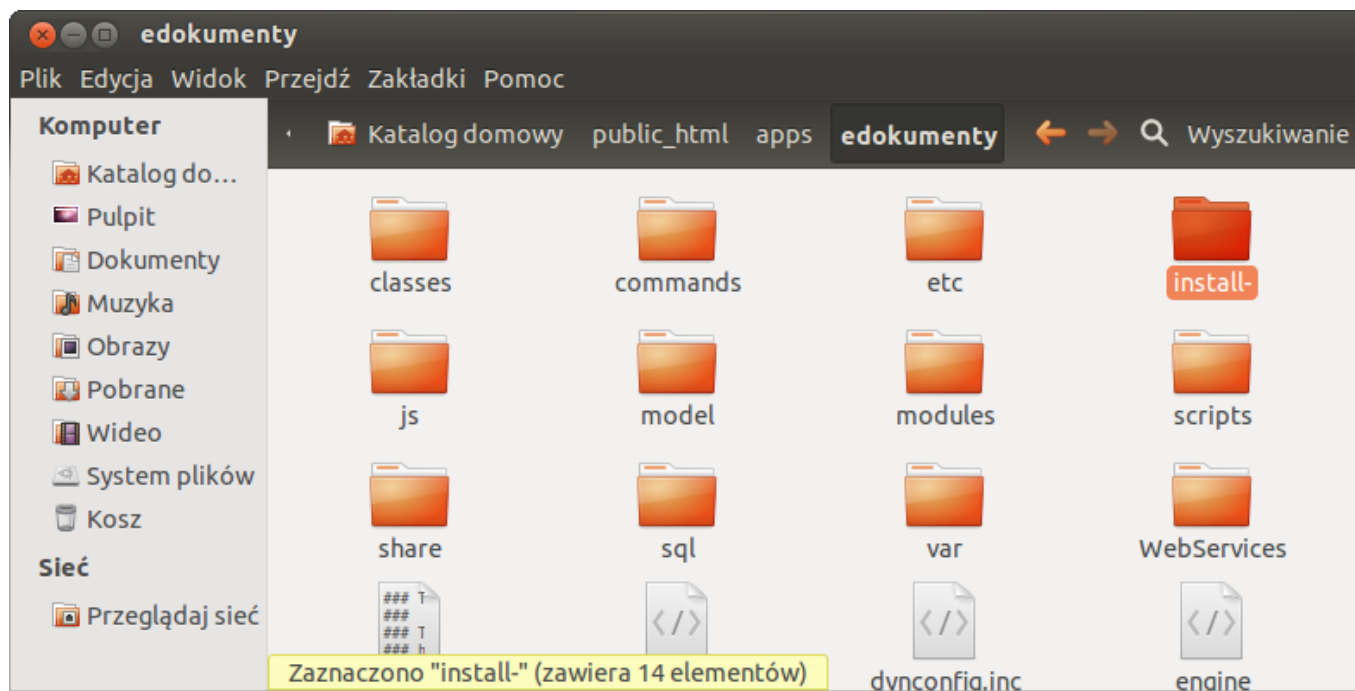 edokumenty
Plik Edycja Widok Przejdź Zakładki Pomoc
Komputer
Katalog do...
Pulpit
Dokumenty
Muzyka
Obrazy
Pobrane
Wideo
System plików
Kosz
Sieć
Przeglądaj sieć
Katalog domowy public_html apps edokumenty Wyszukiwanie
classes commands etc install-
js model modules scripts
share sql var WebServices
### T
###
### T
### h
</> </> </>
dynconfig.inc engine
Zaznaczono "install-" (zawiera 14 elementów)